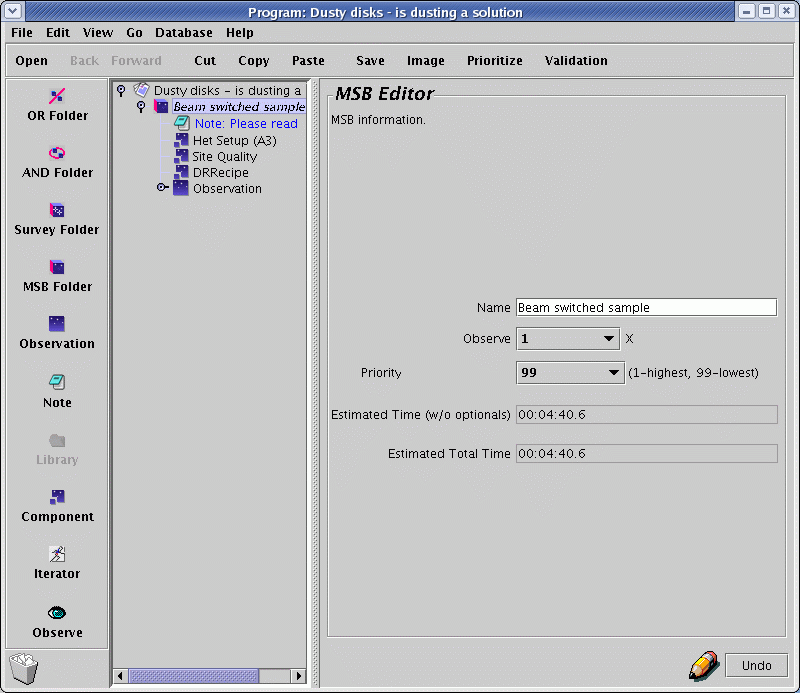 Program: Dusty disks - is dusting a solution
File Edit View Go Database Help
Open Back Forward Cut Copy Paste Save Image Prioritize Validation
OR Folder
AND Folder
Survey Folder
MSB Folder
Observation
Note
Library
Component
Iterator
Observe
Dusty disks - is dusting a
Beam switched sample
Note: Please read
Het Setup (A3)
Site Quality
DRRecipe
Observation
MSB Editor
MSB information.
Name Beam switched sample
Observe 1 X
Priority 99 (1-highest, 99-lowest)
Estimated Time (w/o optionals) 00:04:40.6
Estimated Total Time 00:04:40.6
Undo